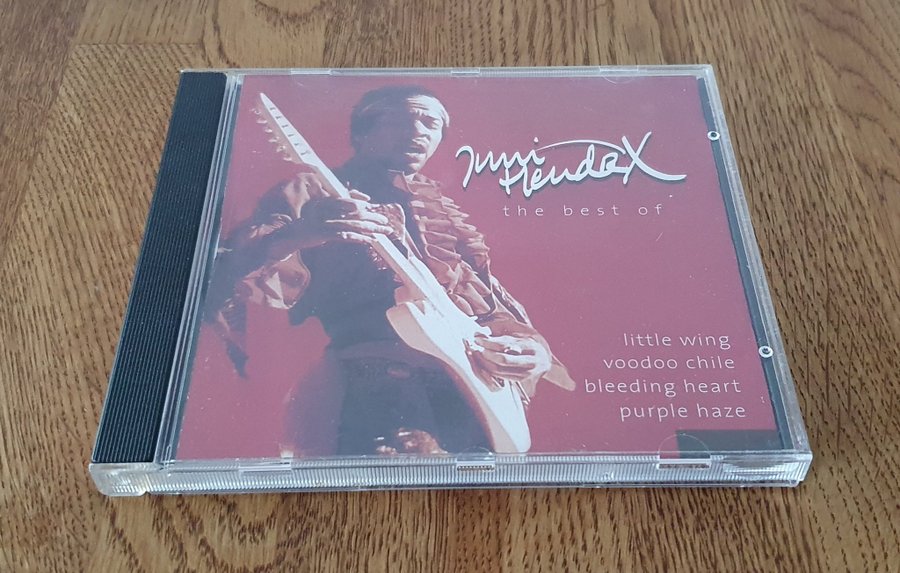 Jimi
Hendrix
the best of
little wing
voodoo chile
bleeding heart
purple haze